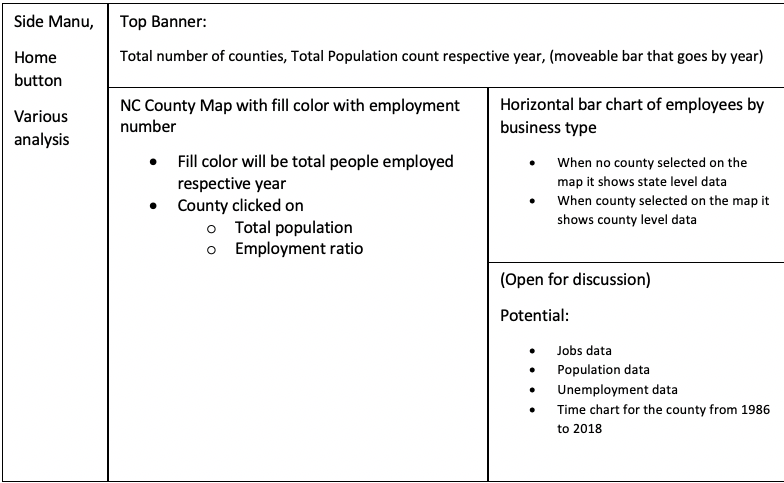 Side Manu,
Home
button
Various
analysis
Top Banner:
Total number of counties, Total Population count respective year, (moveable bar that goes by year)
NC County Map with fill color with employment
number
• Fill color will be total people employed
respective year
• County clicked on
o Total population
o Employment ratio
Horizontal bar chart of employees by
business type
• When no county selected on the
map it shows state level data
• When county selected on the map it
shows county level data
(Open for discussion)
Potential:
• Jobs data
• Population data
• Unemployment data
• Time chart for the county from 1986
to 2018